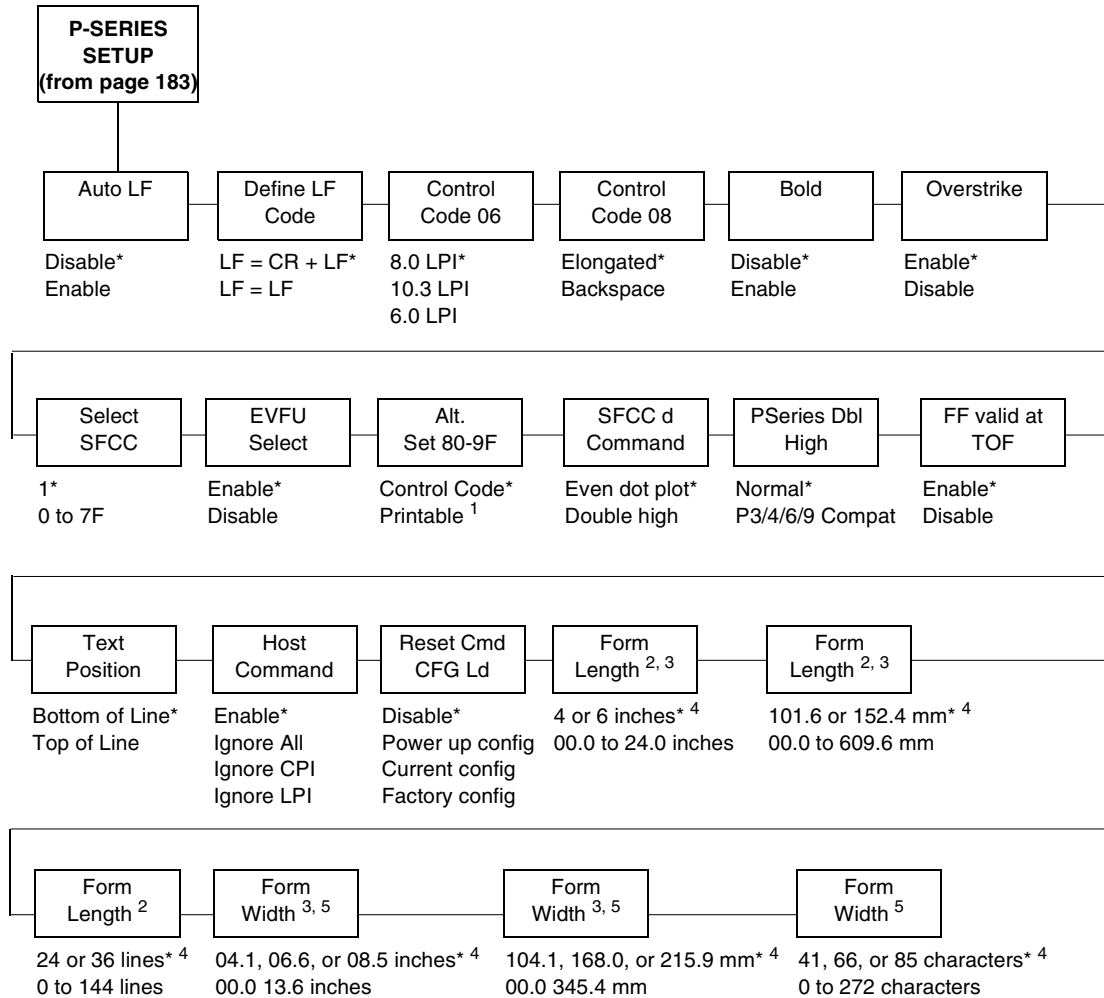 P-SERIES
SETUP
(from page 183)
Auto LF
Disable*
Enable
Define LF
Code
LF = CR + LF*
LF = LF
Control
Code 06
8.0 LPI*
10.3 LPI
6.0 LPI
Control
Code 08
Elongated*
Backspace
Bold
Disable*
Enable
Overstrike
Enable*
Disable
Select
SFCC
1*
0 to 7F
EVFU
Select
Enable*
Disable
Alt.
Set 80-9F
Control Code*
Printable 1
SFCC d
Command
Even dot plot*
Double high
PSeries Dbl
High
Normal*
P3/4/6/9 Compat
FF valid at
TOF
Enable*
Disable
Text
Position
Bottom of Line*
Top of Line
Host
Command
Enable*
Ignore All
Ignore CPI
Ignore LPI
Reset Cmd
CFG Ld
Disable*
Power up config
Current config
Factory config
Form
Length 2, 3
4 or 6 inches* 4
00.0 to 24.0 inches
Form
Length 2, 3
101.6 or 152.4 mm* 4
00.0 to 609.6 mm
Form
Length 2
24 or 36 lines* 4
0 to 144 lines
Form
Width 3, 5
04.1, 06.6, or 08.5 inches* 4
00.0 13.6 inches
Form
Width 3, 5
104.1, 168.0, or 215.9 mm* 4
00.0 345.4 mm
Form
Width 5
41, 66, or 85 characters* 4
0 to 272 characters